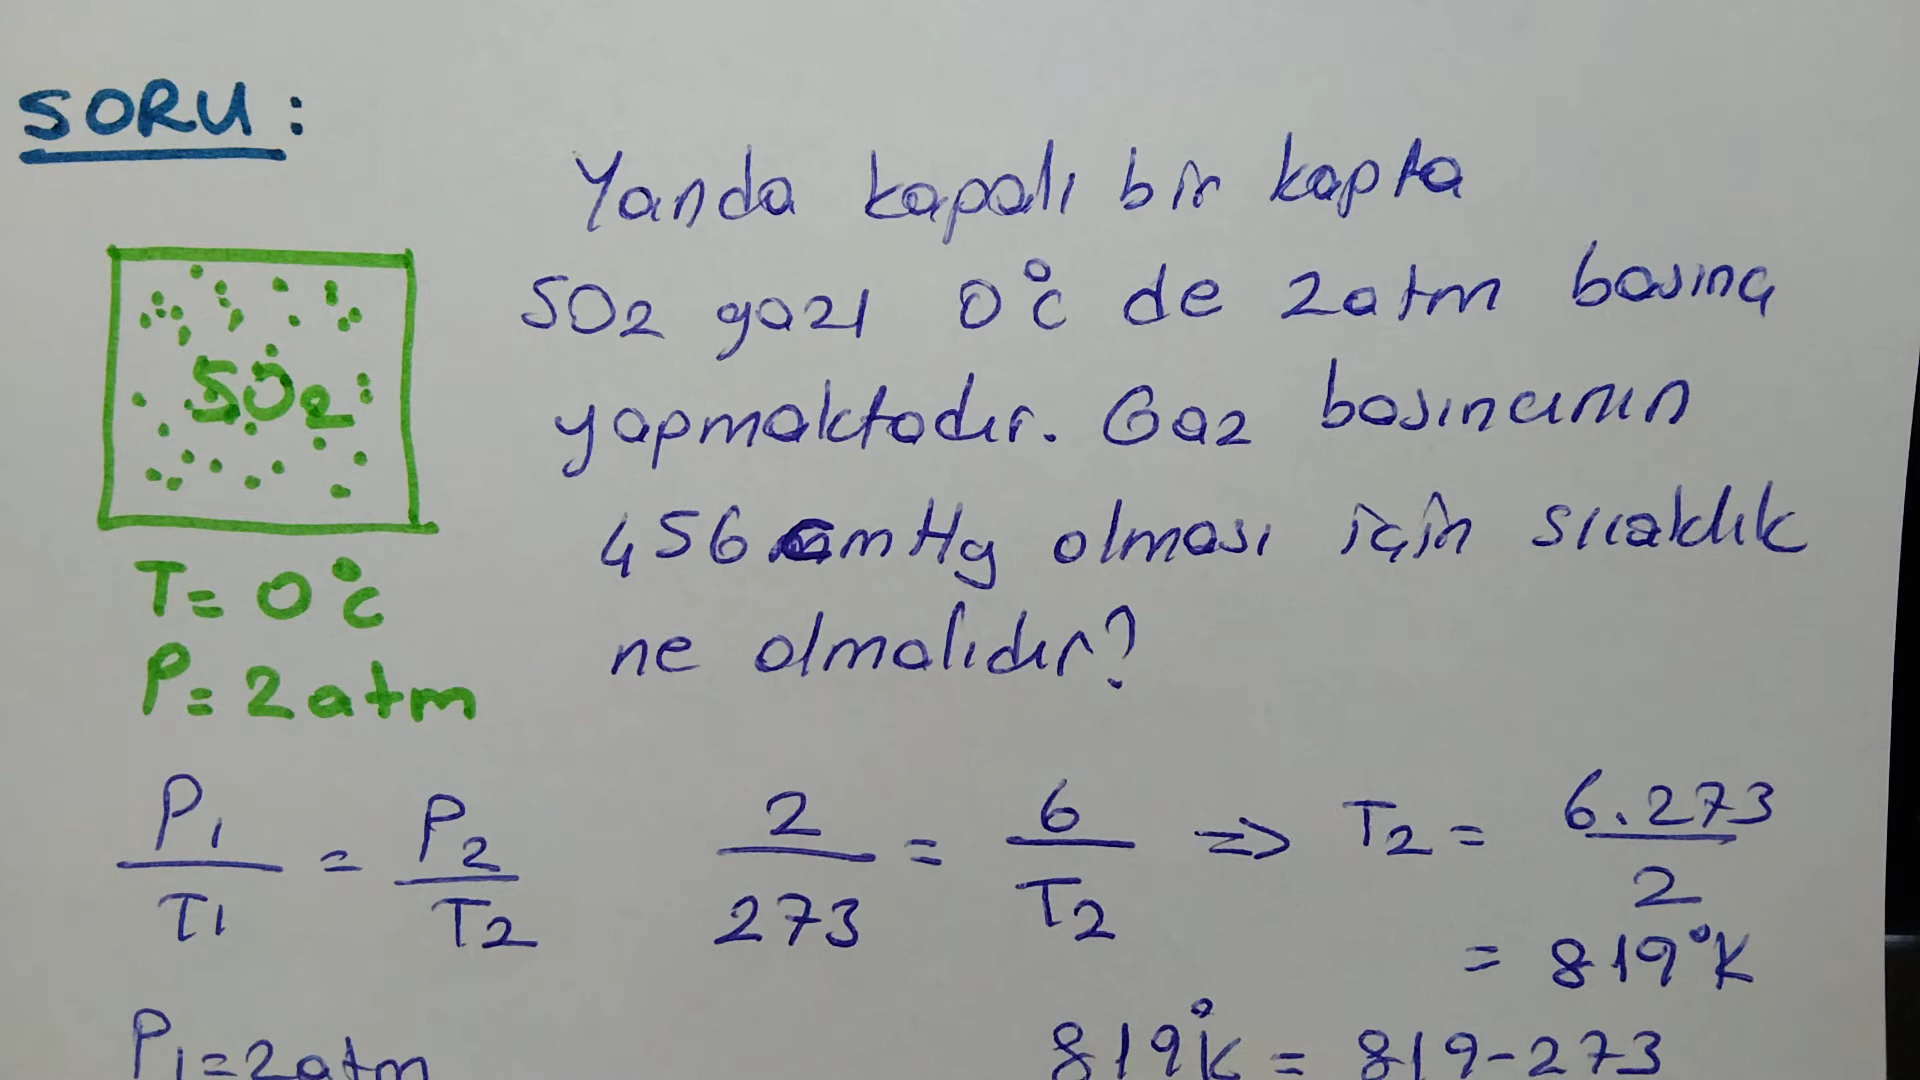 SORU:
Yanda kapalı bir kapta
SO2 gazı 0°C de 2atm basınç
yapmaktadır. Gaz basıncının
456 cmHg olması için sıcaklık
ne olmalıdır?
SO2
T=0°C
P=2atm
P1/T1 = P2/T2   2/273 = 6/T2 => T2 = 6.273/2
= 819°K
P1=2atm
819°K = 819-273